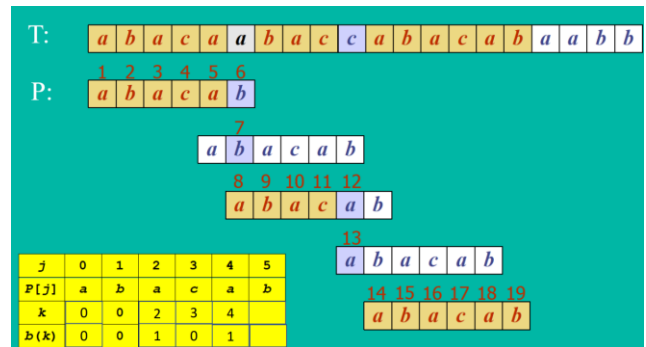 T: a b a c a a b a c c a b a c a b a a b b
1 2 3 4 5 6
P: a b a c a b
7
a b a c a b
8 9 10 11 12
a b a c a b
13
a b a c a b
14 15 16 17 18 19
a b a c a b
j 0 1 2 3 4 5
P[j] a b a c a b
k 0 0 2 3 4
b(k) 0 0 1 0 1